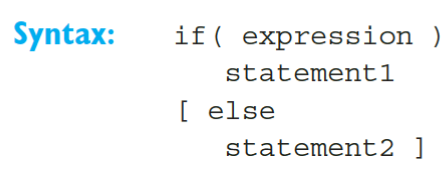 Syntax: if( expression )
statement1
[ else
statement2 ]